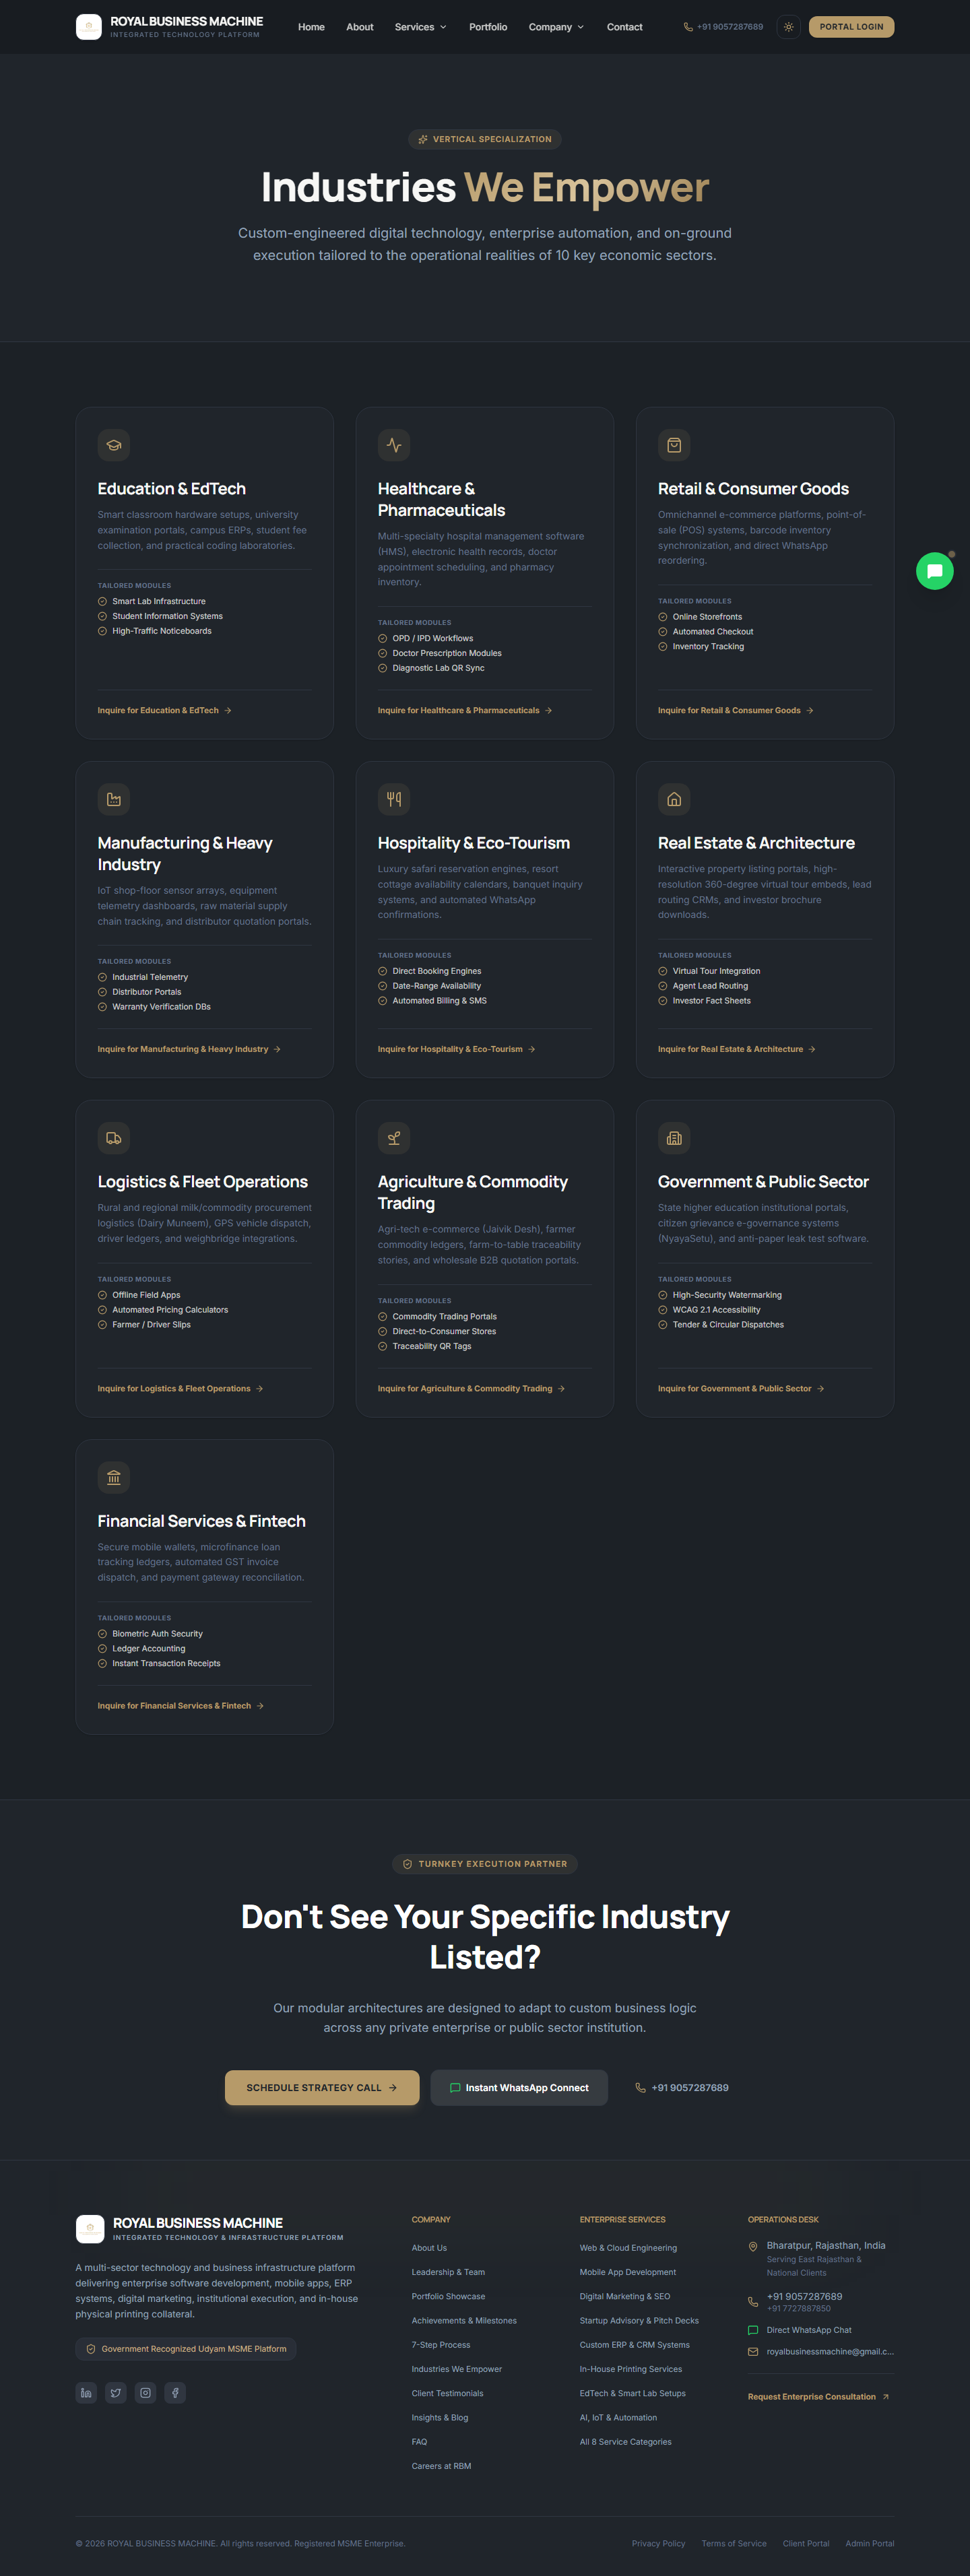 ROYAL BUSINESS MACHINE
INTEGRATED TECHNOLOGY PLATFORM
Home
About
Services
Portfolio
Company
Contact
+91 9057287689
PORTAL LOGIN
VERTICAL SPECIALIZATION
Industries We Empower
Custom-engineered digital technology, enterprise automation, and on-ground
execution tailored to the operational realities of 10 key economic sectors.
Education & EdTech
Smart classroom hardware setups, university
examination portals, campus ERPs, student fee
collection, and practical coding laboratories.
TAILORED MODULES
Smart Lab Infrastructure
Student Information Systems
High-Traffic Noticeboards
Inquire for Education & EdTech
Healthcare &
Pharmaceuticals
Multi-specialty hospital management software
(HMS), electronic health records, doctor
appointment scheduling, and pharmacy
inventory.
TAILORED MODULES
OPD / IPD Workflows
Doctor Prescription Modules
Diagnostic Lab QR Sync
Inquire for Healthcare & Pharmaceuticals
Retail & Consumer Goods
Omnichannel e-commerce platforms, point-of-
sale (POS) systems, barcode inventory
synchronization, and direct WhatsApp
reordering.
TAILORED MODULES
Online Storefronts
Automated Checkout
Inventory Tracking
Inquire for Retail & Consumer Goods
Manufacturing & Heavy
Industry
IoT shop-floor sensor arrays, equipment
telemetry dashboards, raw material supply
chain tracking, and distributor quotation portals.
TAILORED MODULES
Industrial Telemetry
Distributor Portals
Warranty Verification DBs
Inquire for Manufacturing & Heavy Industry
Hospitality & Eco-Tourism
Luxury safari reservation engines, resort
cottage availability calendars, banquet inquiry
systems, and automated WhatsApp
confirmations.
TAILORED MODULES
Direct Booking Engines
Date-Range Availability
Automated Billing & SMS
Inquire for Hospitality & Eco-Tourism
Real Estate & Architecture
Interactive property listing portals, high-
resolution 360-degree virtual tour embeds, lead
routing CRMs, and investor brochure
downloads.
TAILORED MODULES
Virtual Tour Integration
Agent Lead Routing
Investor Fact Sheets
Inquire for Real Estate & Architecture
Logistics & Fleet Operations
Rural and regional milk/commodity procurement
logistics (Dairy Muneem), GPS vehicle dispatch,
driver ledgers, and weighbridge integrations.
TAILORED MODULES
Offline Field Apps
Automated Pricing Calculators
Farmer / Driver Slips
Inquire for Logistics & Fleet Operations
Agriculture & Commodity
Trading
Agri-tech e-commerce (Jaivik Desh), farmer
commodity ledgers, farm-to-table traceability
stories, and wholesale B2B quotation portals.
TAILORED MODULES
Commodity Trading Portals
Direct-to-Consumer Stores
Traceability QR Tags
Inquire for Agriculture & Commodity Trading
Government & Public Sector
State higher education institutional portals,
citizen grievance e-governance systems
(NyayaSetu), and anti-paper leak test software.
TAILORED MODULES
High-Security Watermarking
WCAG 2.1 Accessibility
Tender & Circular Dispatches
Inquire for Government & Public Sector
Financial Services & Fintech
Secure mobile wallets, microfinance loan
tracking ledgers, automated GST invoice
dispatch, and payment gateway reconciliation.
TAILORED MODULES
Biometric Auth Security
Ledger Accounting
Instant Transaction Receipts
Inquire for Financial Services & Fintech
TURNKEY EXECUTION PARTNER
Don't See Your Specific Industry
Listed?
Our modular architectures are designed to adapt to custom business logic
across any private enterprise or public sector institution.
SCHEDULE STRATEGY CALL
Instant WhatsApp Connect
+91 9057287689
ROYAL BUSINESS MACHINE
INTEGRATED TECHNOLOGY & INFRASTRUCTURE PLATFORM
A multi-sector technology and business infrastructure platform
delivering enterprise software development, mobile apps, ERP
systems, digital marketing, institutional execution, and in-house
physical printing collateral.
Government Recognized Udyam MSME Platform
COMPANY
About Us
Leadership & Team
Portfolio Showcase
Achievements & Milestones
7-Step Process
Industries We Empower
Client Testimonials
Insights & Blog
FAQ
Careers at RBM
ENTERPRISE SERVICES
Web & Cloud Engineering
Mobile App Development
Digital Marketing & SEO
Startup Advisory & Pitch Decks
Custom ERP & CRM Systems
In-House Printing Services
EdTech & Smart Lab Setups
AI, IoT & Automation
All 8 Service Categories
OPERATIONS DESK
Bharatpur, Rajasthan, India
Serving East Rajasthan &
National Clients
+91 9057287689
+91 7727887850
Direct WhatsApp Chat
royalbusinessmachine@gmail.c...
Request Enterprise Consultation
© 2026 ROYAL BUSINESS MACHINE. All rights reserved. Registered MSME Enterprise.
Privacy Policy
Terms of Service
Client Portal
Admin Portal